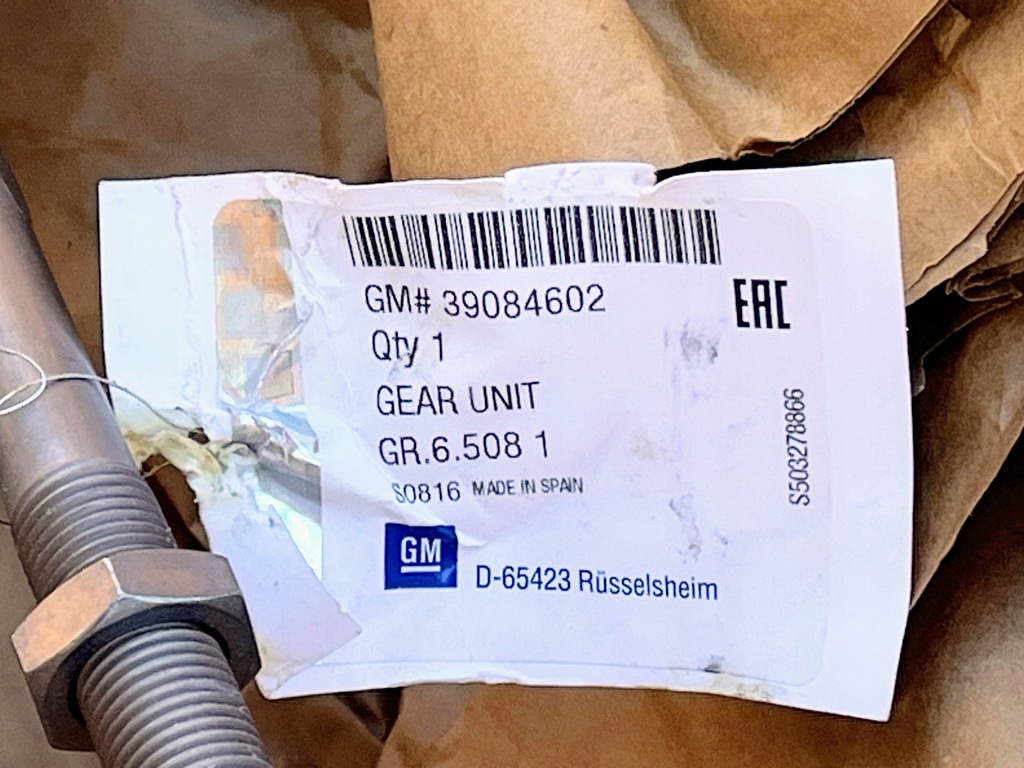 GM# 39084602
EAC
Qty 1
GEAR UNIT
GR.6.508 1
S0816 MADE IN SPAIN
S503278866
GM
D-65423 Rüsselsheim